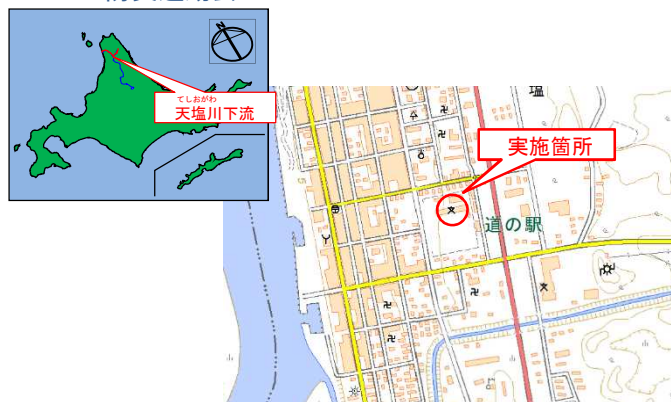 てしおがわ
天塩川下流
塩
実施箇所
道の駅